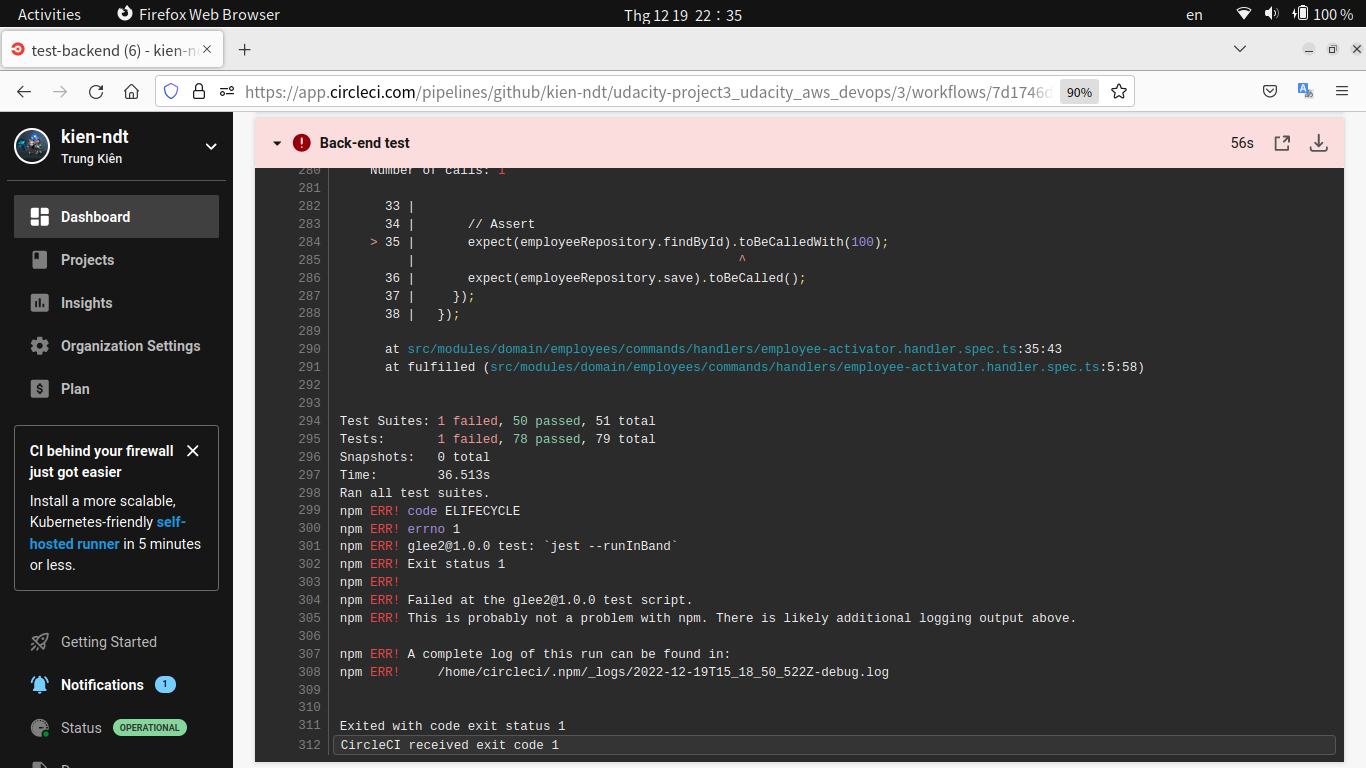 Activities
Firefox Web Browser
Thg 12 19 22：35
en
100 %
test-backend (6) - kien-n
https://app.circleci.com/pipelines/github/kien-ndt/udacity-project3_udacity_aws_devops/3/workflows/7d1746d
90%
kien-ndt
Trung Kiên
Dashboard
Projects
Insights
Organization Settings
$ Plan
CI behind your firewall
just got easier
Install a more scalable,
Kubernetes-friendly self-
hosted runner in 5 minutes
or less.
Getting Started
Notifications 1
Status OPERATIONAL
Back-end test
56s
280 Number of calls: 1
281
282 33 |
283 34 | // Assert
284 > 35 | expect(employeeRepository.findById).toBeCalledWith(100);
285 | ^
286 36 | expect(employeeRepository.save).toBeCalled();
287 37 | });
288 38 | });
289
290 at src/modules/domain/employees/commands/handlers/employee-activator.handler.spec.ts:35:43
291 at fulfilled (src/modules/domain/employees/commands/handlers/employee-activator.handler.spec.ts:5:58)
292
293
294 Test Suites: 1 failed, 50 passed, 51 total
295 Tests: 1 failed, 78 passed, 79 total
296 Snapshots: 0 total
297 Time: 36.513s
298 Ran all test suites.
299 npm ERR! code ELIFECYCLE
300 npm ERR! errno 1
301 npm ERR! glee2@1.0.0 test: `jest --runInBand`
302 npm ERR! Exit status 1
303 npm ERR!
304 npm ERR! Failed at the glee2@1.0.0 test script.
305 npm ERR! This is probably not a problem with npm. There is likely additional logging output above.
306
307 npm ERR! A complete log of this run can be found in:
308 npm ERR! /home/circleci/.npm/_logs/2022-12-19T15_18_50_522Z-debug.log
309
310
311 Exited with code exit status 1
312 CircleCI received exit code 1